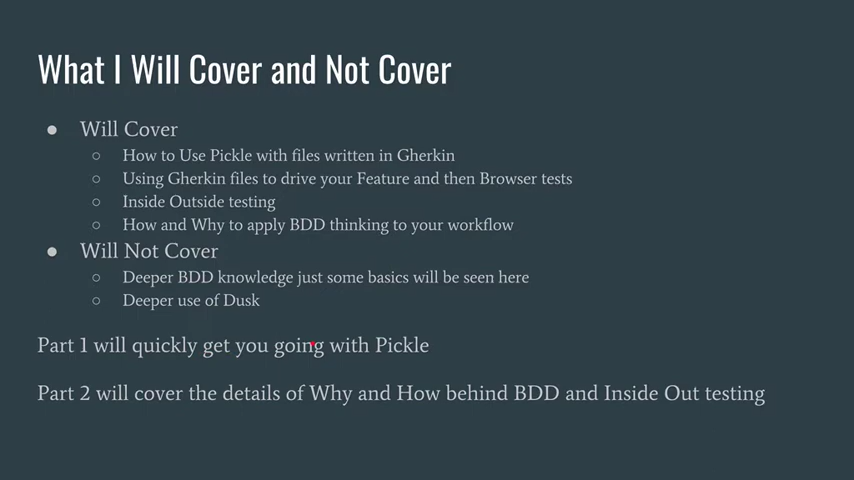 What I Will Cover and Not Cover
● Will Cover
○ How to Use Pickle with files written in Gherkin
○ Using Gherkin files to drive your Feature and then Browser tests
○ Inside Outside testing
○ How and Why to apply BDD thinking to your workflow
● Will Not Cover
○ Deeper BDD knowledge just some basics will be seen here
○ Deeper use of Dusk
Part 1 will quickly get you going with Pickle
Part 2 will cover the details of Why and How behind BDD and Inside Out testing